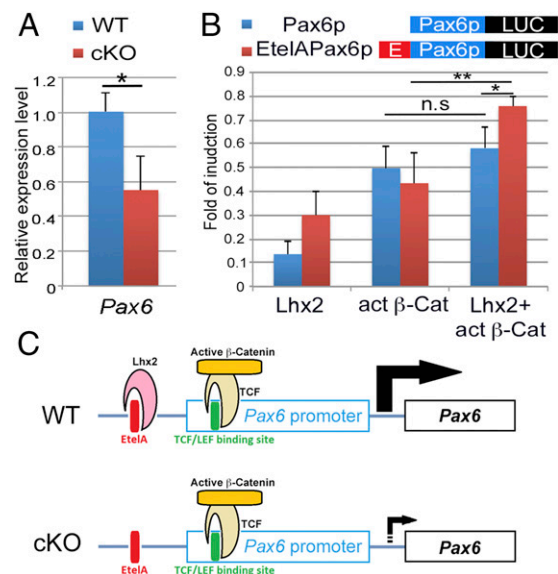 A
WT
cKO
*
Relative expression level
1.2
1.0
0.8
0.6
0.4
0.2
0
Pax6
B
Pax6p
Pax6p LUC
EtelAPax6p
E Pax6p LUC
Fold of inudction
0.9
0.8
0.7
0.6
0.5
0.4
0.3
0.2
0.1
0
**
*
n.s
Lhx2
act β-Cat
Lhx2+
act β-Cat
C
WT
Lhx2
EtelA
Active β-Catenin
TCF
Pax6 promoter
TCF/LEF binding site
Pax6
cKO
EtelA
Active β-Catenin
TCF
Pax6 promoter
TCF/LEF binding site
Pax6